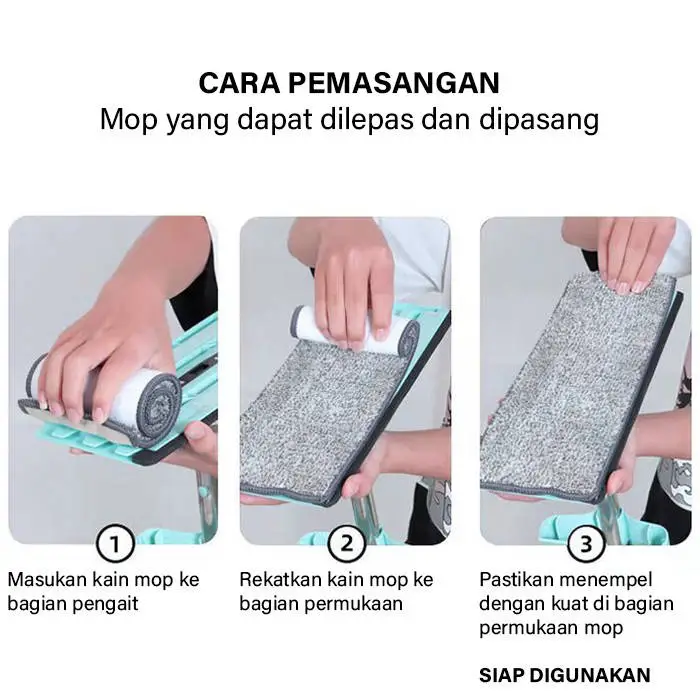 CARA PEMASANGAN
Mop yang dapat dilepas dan dipasang
1
Masukan kain mop ke
bagian pengait
2
Rekatkan kain mop ke
bagian permukaan
3
Pastikan menempel
dengan kuat di bagian
permukaan mop
SIAP DIGUNAKAN